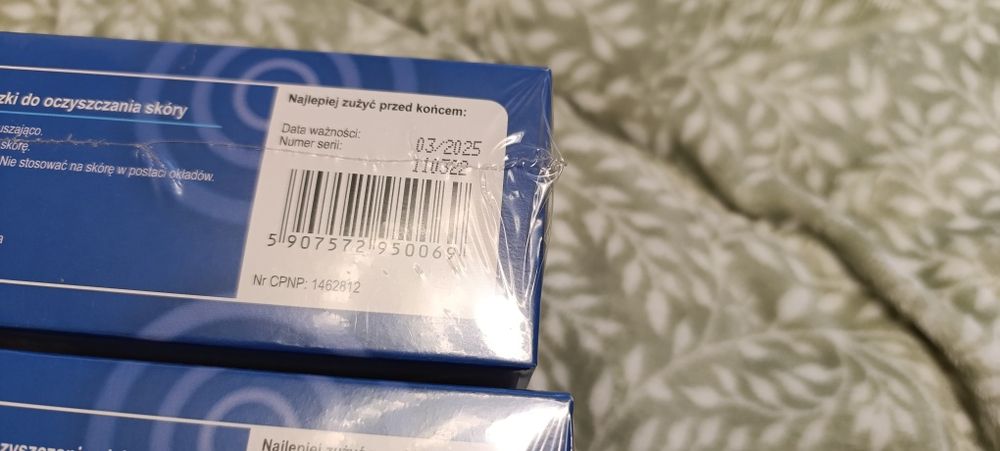 zki do oczyszczania skóry
uszająco.
skórę.
Nie stosować na skórę w postaci okładów.
a
Najlepiej zużyć przed końcem:
Data ważności: 03/2025
Numer serii: 110322
5 907572 950069
Nr CPNP: 1462812
Najlepiej zużyć